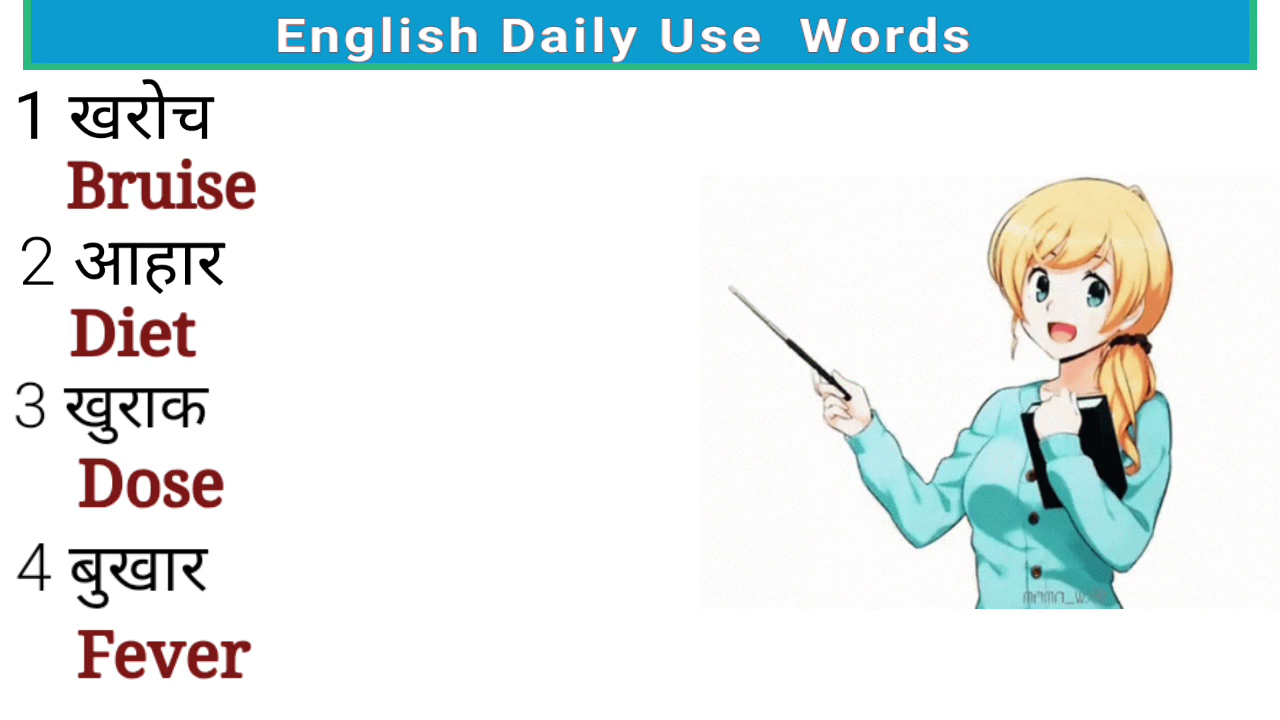 English Daily Use Words
1 खरोच
Bruise
2 आहार
Diet
3 खुराक
Dose
4 बुखार
Fever